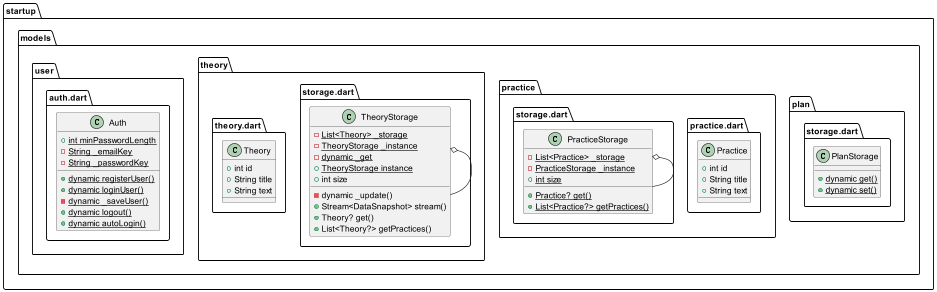 startup
models
user
auth.dart
C Auth
int minPasswordLength
String _emailKey
String _passwordKey
dynamic registerUser()
dynamic loginUser()
dynamic _saveUser()
dynamic logout()
dynamic autoLogin()
theory
theory.dart
C Theory
int id
String title
String text
storage.dart
C TheoryStorage
List<Theory> _storage
TheoryStorage _instance
dynamic _get
TheoryStorage instance
int size
dynamic _update()
Stream<DataSnapshot> stream()
Theory? get()
List<Theory?> getPractices()
practice
storage.dart
C PracticeStorage
List<Practice> _storage
PracticeStorage _instance
int size
Practice? get()
List<Practice?> getPractices()
practice.dart
C Practice
int id
String title
String text
plan
storage.dart
C PlanStorage
dynamic get()
dynamic set()